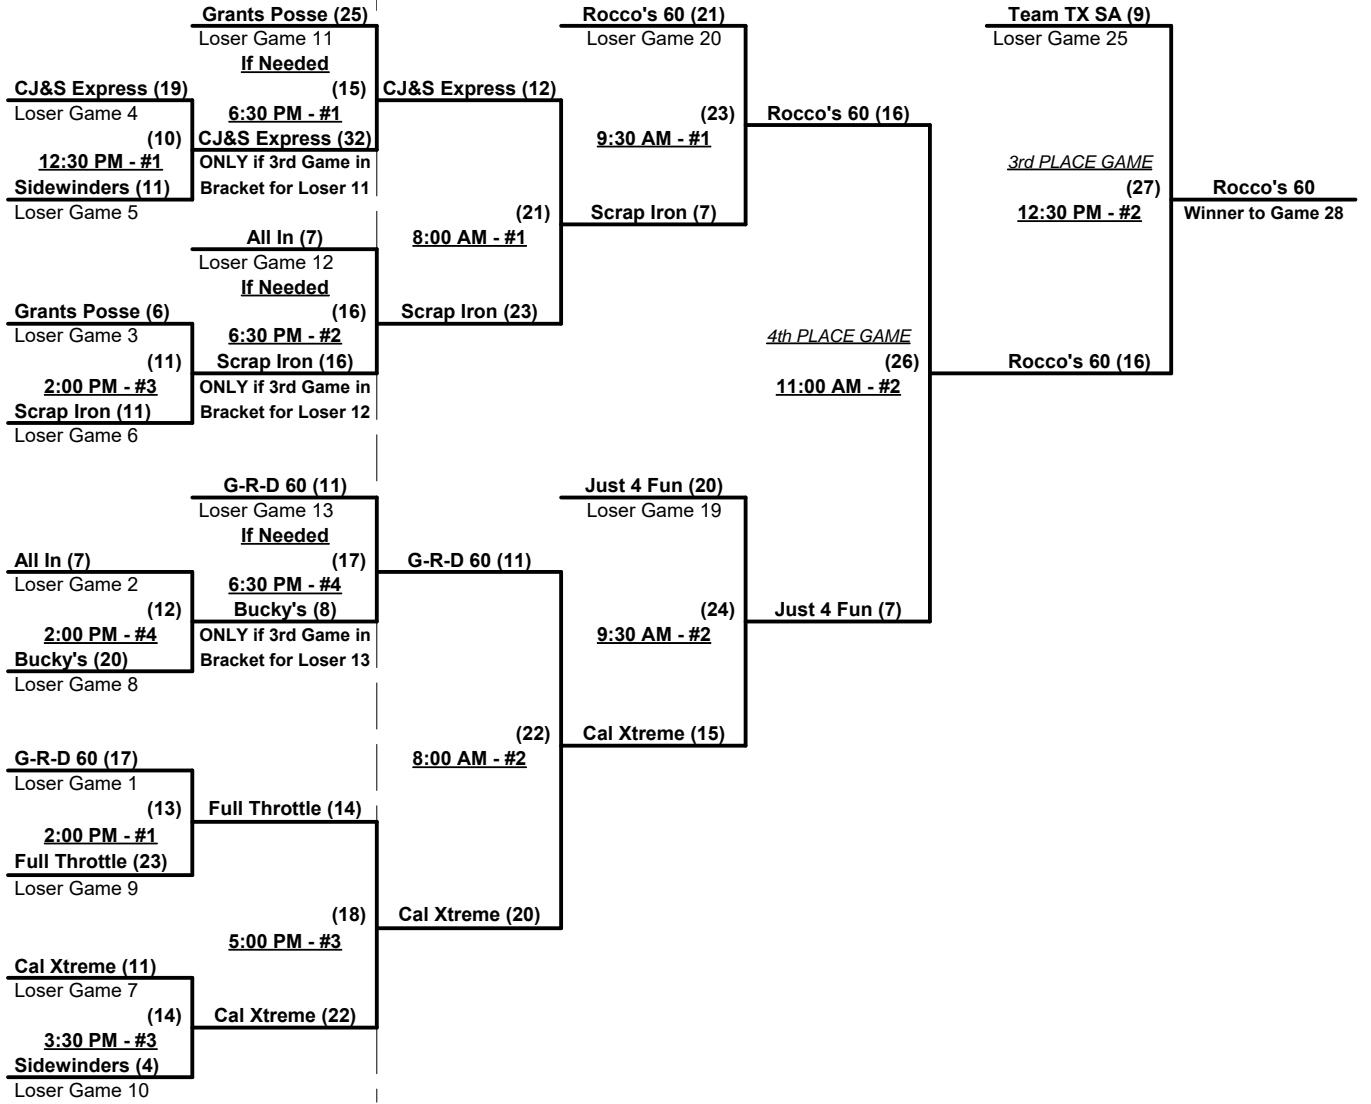 Grants Posse (25)
Loser Game 11
If Needed
(15)
6:30 PM - #1
CJ&S Express (32)
ONLY if 3rd Game in
Bracket for Loser 11
CJ&S Express (19)
Loser Game 4
(10)
12:30 PM - #1
Sidewinders (11)
Loser Game 5
All In (7)
Loser Game 12
If Needed
(16)
6:30 PM - #2
Scrap Iron (16)
ONLY if 3rd Game in
Bracket for Loser 12
Grants Posse (6)
Loser Game 3
(11)
2:00 PM - #3
Scrap Iron (11)
Loser Game 6
G-R-D 60 (11)
Loser Game 13
If Needed
(17)
6:30 PM - #4
Bucky's (8)
ONLY if 3rd Game in
Bracket for Loser 13
All In (7)
Loser Game 2
(12)
2:00 PM - #4
Bucky's (20)
Loser Game 8
G-R-D 60 (17)
Loser Game 1
(13)
2:00 PM - #1
Full Throttle (23)
Loser Game 9
Full Throttle (14)
(18)
5:00 PM - #3
Cal Xtreme (22)
Cal Xtreme (11)
Loser Game 7
(14)
3:30 PM - #3
Sidewinders (4)
Loser Game 10
CJ&S Express (12)
(21)
8:00 AM - #1
Scrap Iron (23)
G-R-D 60 (11)
(22)
8:00 AM - #2
Cal Xtreme (20)
Rocco's 60 (21)
Loser Game 20
(23)
9:30 AM - #1
Scrap Iron (7)
Just 4 Fun (20)
Loser Game 19
(24)
9:30 AM - #2
Cal Xtreme (15)
Rocco's 60 (16)
4th PLACE GAME
(26)
11:00 AM - #2
Just 4 Fun (7)
Team TX SA (9)
Loser Game 25
3rd PLACE GAME
(27)
12:30 PM - #2
Rocco's 60 (16)
Rocco's 60
Winner to Game 28